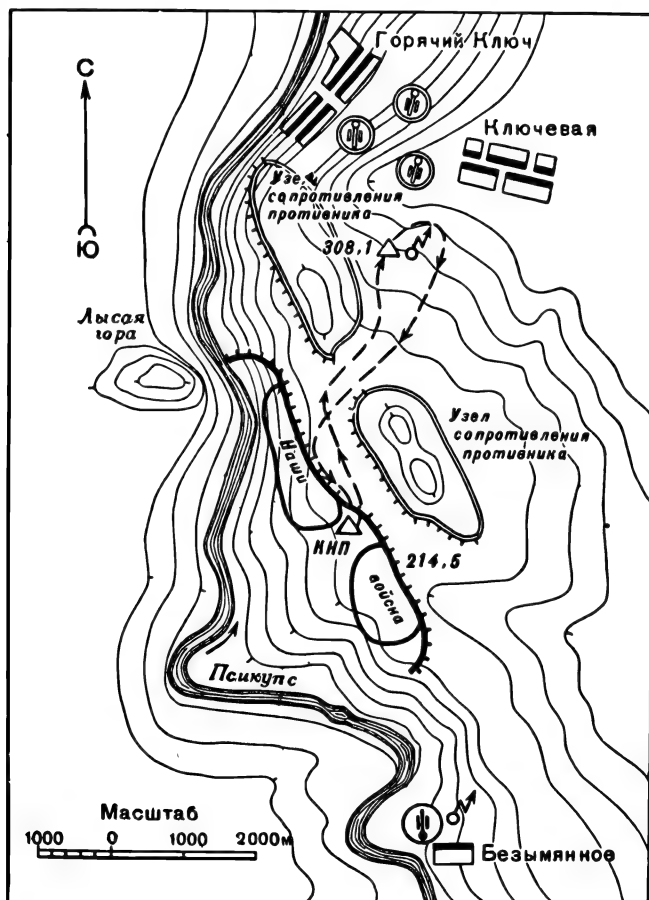 Горячий Ключ
С
Ю
Ключевая
Узел
сопротивления
противника
308,1
Лысая
гора
Узел
сопротивления
противника
Наши
КНП
214,5
войска
Псикупс
Масштаб
1000 0 1000 2000м
Безымянное